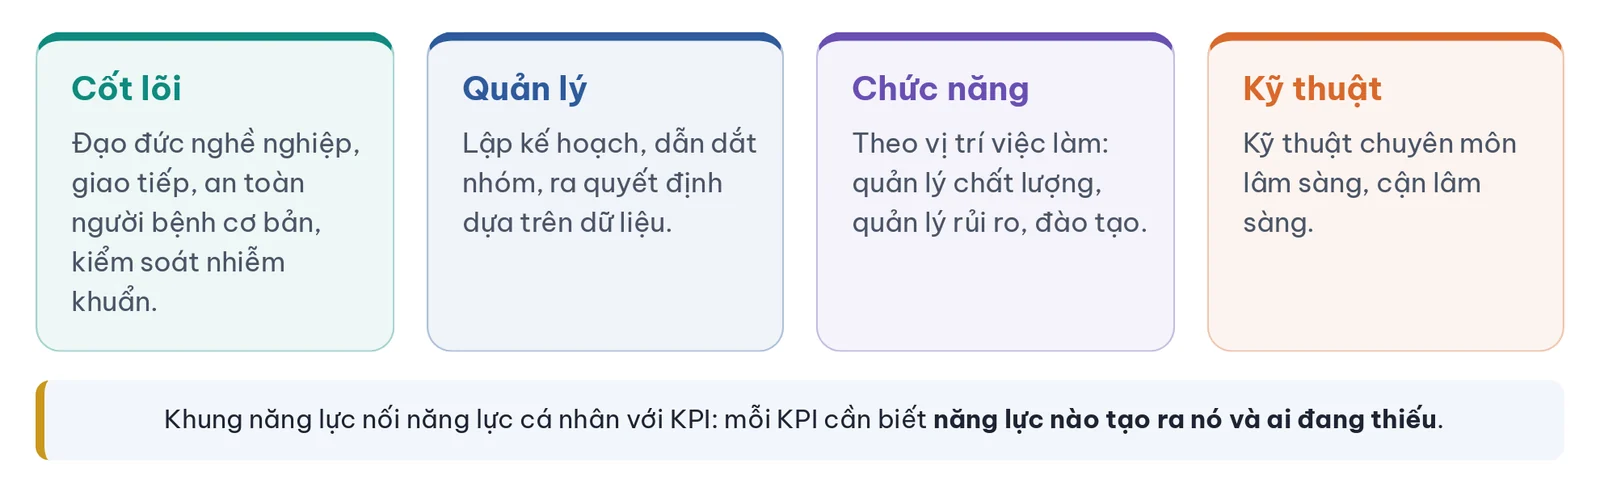 Cốt lõi
Đạo đức nghề nghiệp,
giao tiếp, an toàn
người bệnh cơ bản,
kiểm soát nhiễm
khuẩn.
Quản lý
Lập kế hoạch, dẫn dắt
nhóm, ra quyết định
dựa trên dữ liệu.
Chức năng
Theo vị trí việc làm:
quản lý chất lượng,
quản lý rủi ro, đào tạo.
Kỹ thuật
Kỹ thuật chuyên môn
lâm sàng, cận lâm
sàng.
Khung năng lực nối năng lực cá nhân với KPI: mỗi KPI cần biết năng lực nào tạo ra nó và ai đang thiếu.